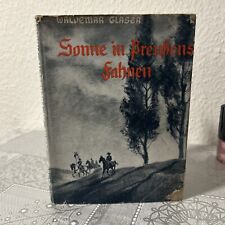 WALDEMAR GLASER
Sonne in Preußens
Fahnen